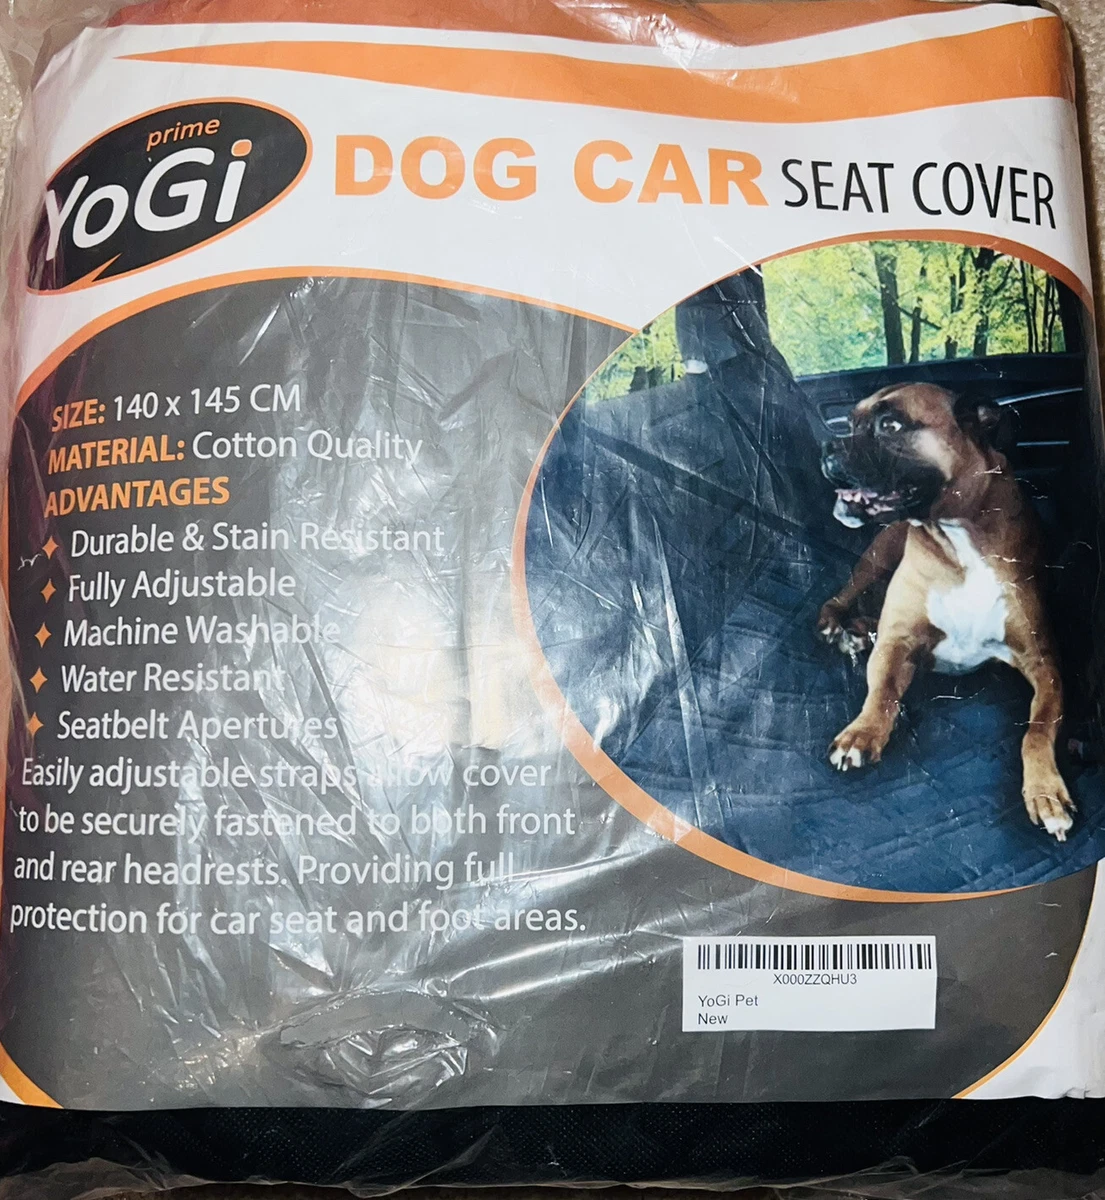 prime
YoGi
DOG CAR SEAT COVER
SIZE: 140 x 145 CM
MATERIAL: Cotton Quality
ADVANTAGES
Durable & Stain Resistant
Fully Adjustable
Machine Washable
Water Resistant
Seatbelt Apertures
Easily adjustable straps allow cover
to be securely fastened to both front
and rear headrests. Providing full
protection for car seat and foot areas.
X000ZZQHU3
YoGi Pet
New